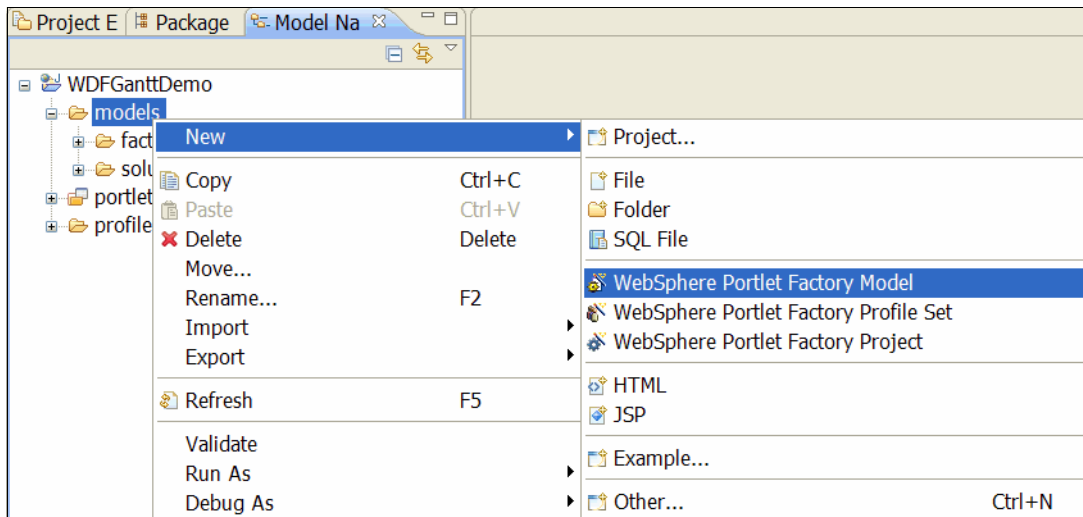 Project E Package Model Na
WDFGanttDemo
models
fact
solu
portlet
profile
New
Copy Ctrl+C
Paste Ctrl+V
Delete Delete
Move...
Rename... F2
Import
Export
Refresh F5
Validate
Run As
Debug As
Project...
File
Folder
SQL File
WebSphere Portlet Factory Model
WebSphere Portlet Factory Profile Set
WebSphere Portlet Factory Project
HTML
JSP
Example...
Other... Ctrl+N